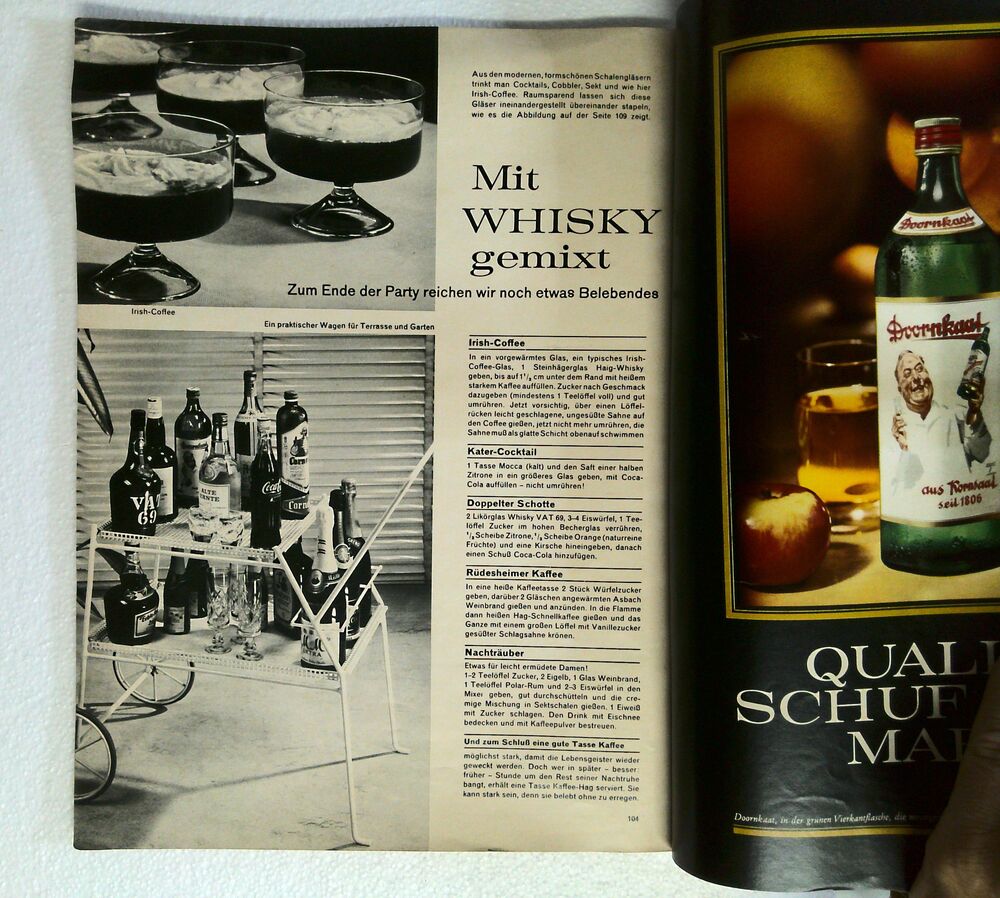 Aus den modernen, formschönen Schalengläsern
trinkt man Cocktails, Cobbler, Sekt und wie hier
Irish-Coffee. Raumsparend lassen sich diese
Gläser ineinandergestellt übereinander stapeln,
wie es die Abbildung auf der Seite 109 zeigt.
Mit
WHISKY
gemixt
Zum Ende der Party reichen wir noch etwas Belebendes
Irish-Coffee
Ein praktischer Wagen für Terrasse und Garten
Irish-Coffee
In ein vorgewärmtes Glas, ein typisches Irish-
Coffee-Glas, 1 Steinhägerglas Haig-Whisky
geben, bis auf 1½ cm unter dem Rand mit heißem
starkem Kaffee auffüllen. Zucker nach Geschmack
dazugeben (mindestens 1 Teelöffel voll) und gut
umrühren. Jetzt vorsichtig, über einen Löffel-
rücken leicht geschlagene, ungesüßte Sahne auf
den Coffee gießen, jetzt nicht mehr umrühren, die
Sahne muß als glatte Schicht obenauf schwimmen
Kater-Cocktail
1 Tasse Mocca (kalt) und den Saft einer halben
Zitrone in ein größeres Glas geben, mit Coca-
Cola auffüllen – nicht umrühren!
Doppelter Schotte
2 Likörglas Whisky VAT 69, 3–4 Eiswürfel, 1 Tee-
löffel Zucker im hohen Becherglas verrühren,
½ Scheibe Zitrone, ½ Scheibe Orange (naturreine
Früchte) und eine Kirsche hineingeben, danach
einen Schuß Coca-Cola hinzufügen.
Rüdesheimer Kaffee
In eine heiße Kaffeetasse 2 Stück Würfelzucker
geben, darüber 2 Gläschen angewärmten Asbach
Weinbrand gießen und anzünden. In die Flamme
dann heißen Hag-Schnellkaffee gießen und das
Ganze mit einem großen Löffel mit Vanillezucker
gesüßter Schlagsahne krönen.
Nachträuber
Etwas für leicht ermüdete Damen!
1–2 Teelöffel Zucker, 2 Eigelb, 1 Glas Weinbrand,
1 Teelöffel Polar-Rum und 2–3 Eiswürfel in den
Mixer geben, gut durchschütteln und die cre-
mige Mischung in Sektschalen gießen. 1 Eiweiß
mit Zucker schlagen. Den Drink mit Eischnee
bedecken und mit Kaffeepulver bestreuen.
Und zum Schluß eine gute Tasse Kaffee
möglichst stark, damit die Lebensgeister wieder
geweckt werden. Doch wer in später – besser:
früher – Stunde um den Rest seiner Nachtruhe
bangt, erhält eine Tasse Kaffee-Hag serviert. Sie
kann stark sein, denn sie belebt ohne zu erregen.
104
VAT
69
ALTE
TANTE
Doornkaat
Doornkaat
aus Kornsaat
seit 1806
QUALI
SCHUF
MAR
Doornkaat, in der grünen Vierkantflasche, die